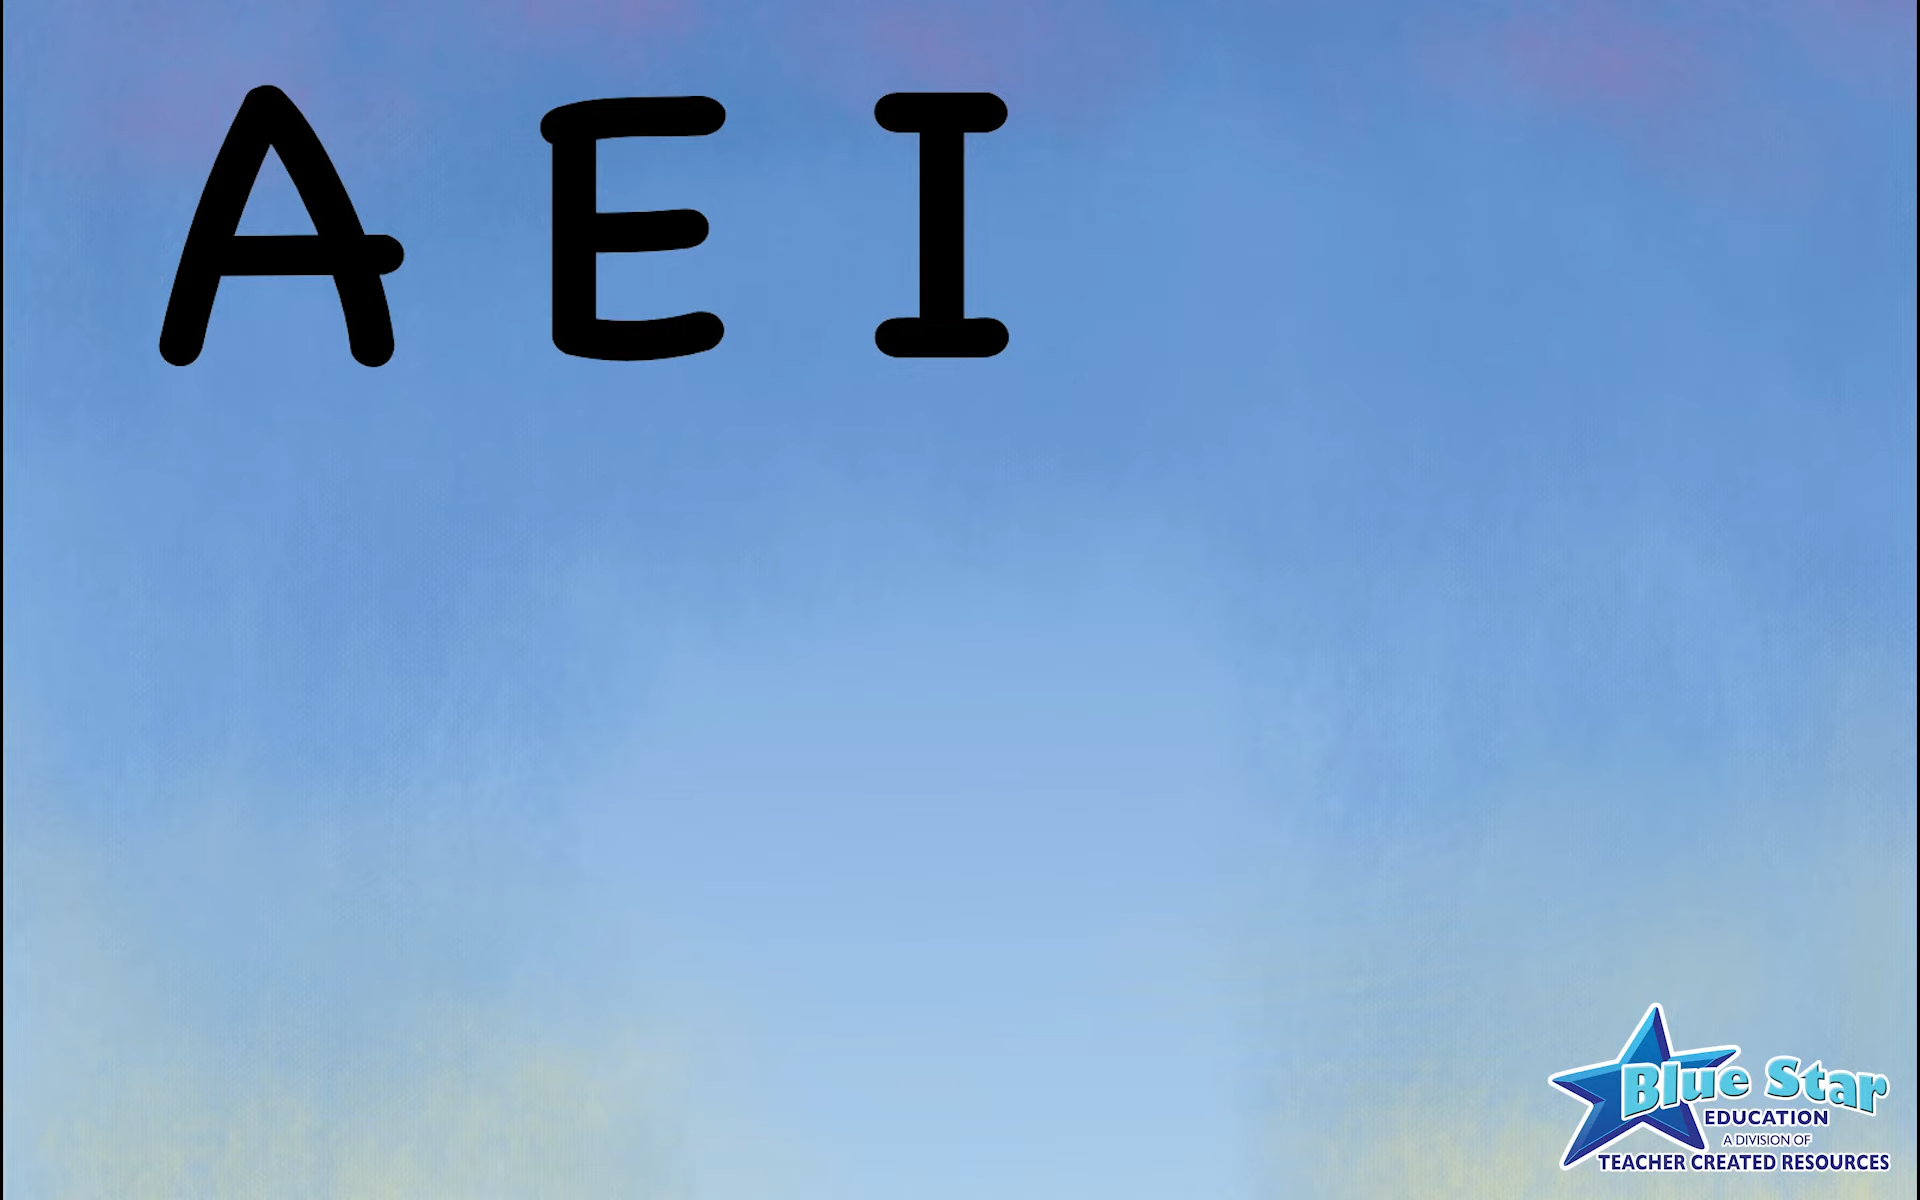 A E I
Blue Star
EDUCATION
A DIVISION OF
TEACHER CREATED RESOURCES